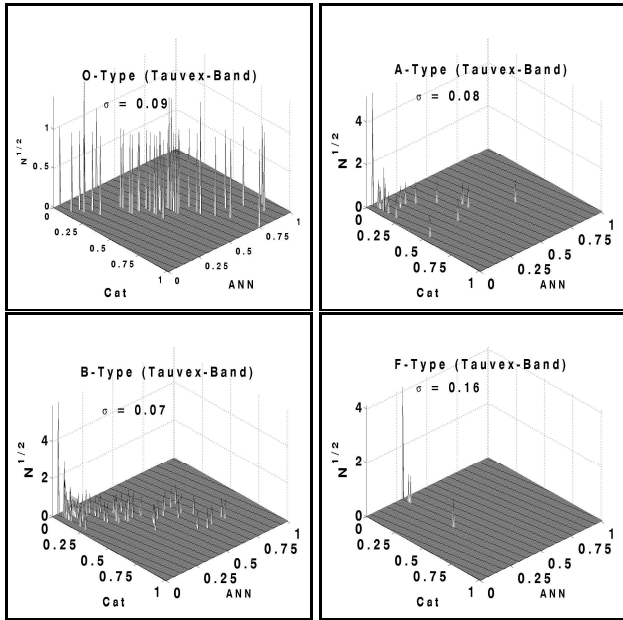 O-Type (Tauvex-Band)
σ = 0.09
N 1/2
1
0.5
0
0
0.25
0.5
0.75
1
Cat
0
0.25
0.5
0.75
1
ANN
A-Type (Tauvex-Band)
σ = 0.08
N 1/2
4
2
0
0
0.25
0.5
0.75
1
Cat
0
0.25
0.5
0.75
1
ANN
B-Type (Tauvex-Band)
σ = 0.07
N 1/2
4
2
0
0
0.25
0.5
0.75
1
Cat
0
0.25
0.5
0.75
1
ANN
F-Type (Tauvex-Band)
σ = 0.16
N 1/2
4
2
0
0
0.25
0.5
0.75
1
Cat
0
0.25
0.5
0.75
1
ANN